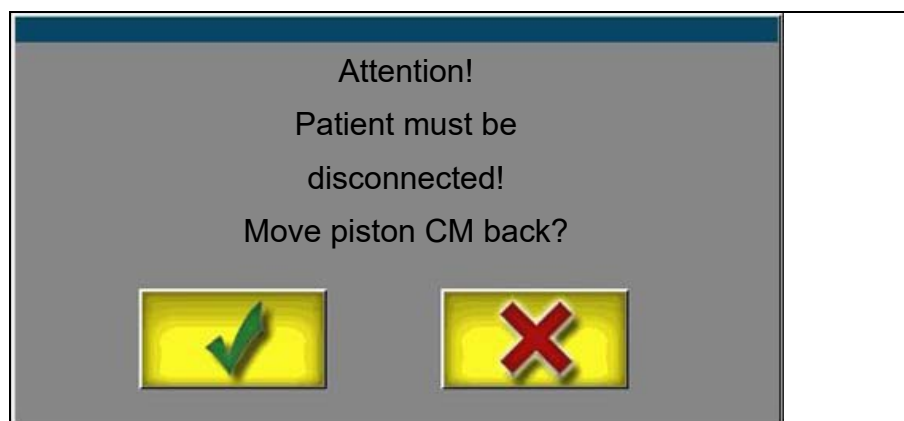 Attention!
Patient must be
disconnected!
Move piston CM back?